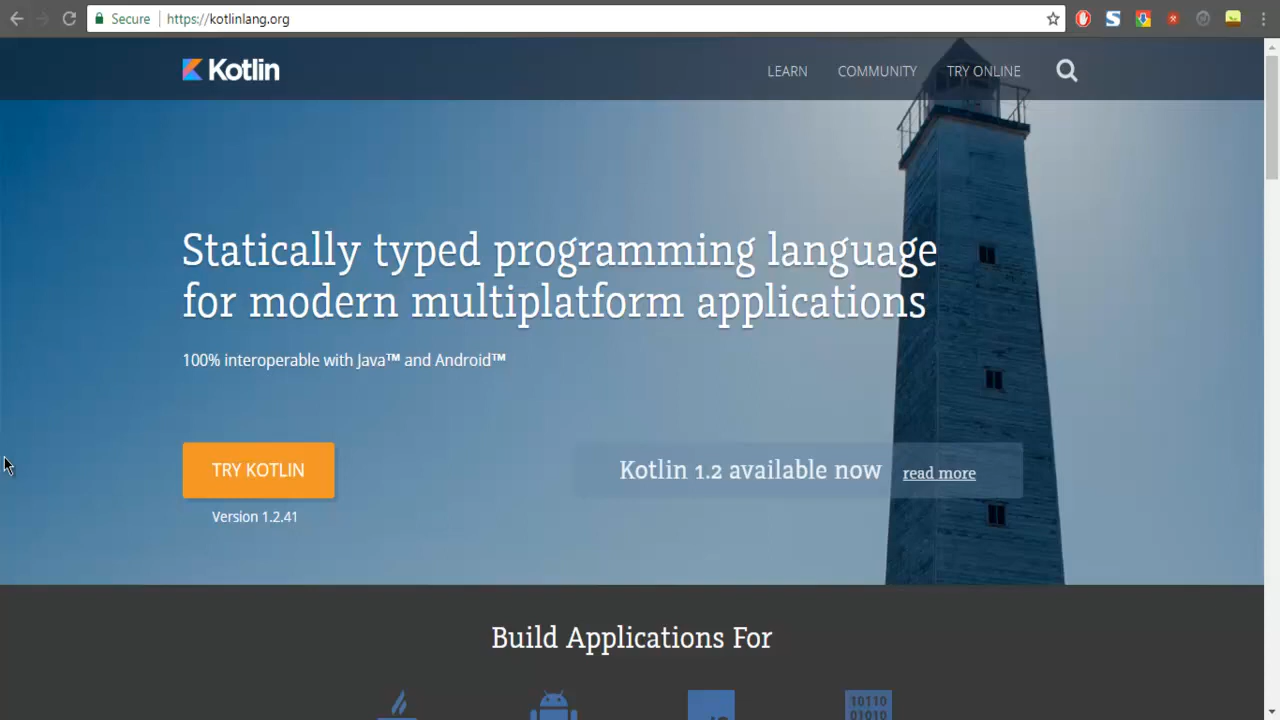 Secure
https://kotlinlang.org
Kotlin
LEARN COMMUNITY TRY ONLINE
Statically typed programming language
for modern multiplatform applications
100% interoperable with Java™ and Android™
TRY KOTLIN
Kotlin 1.2 available now read more
Version 1.2.41
Build Applications For
10110
01010